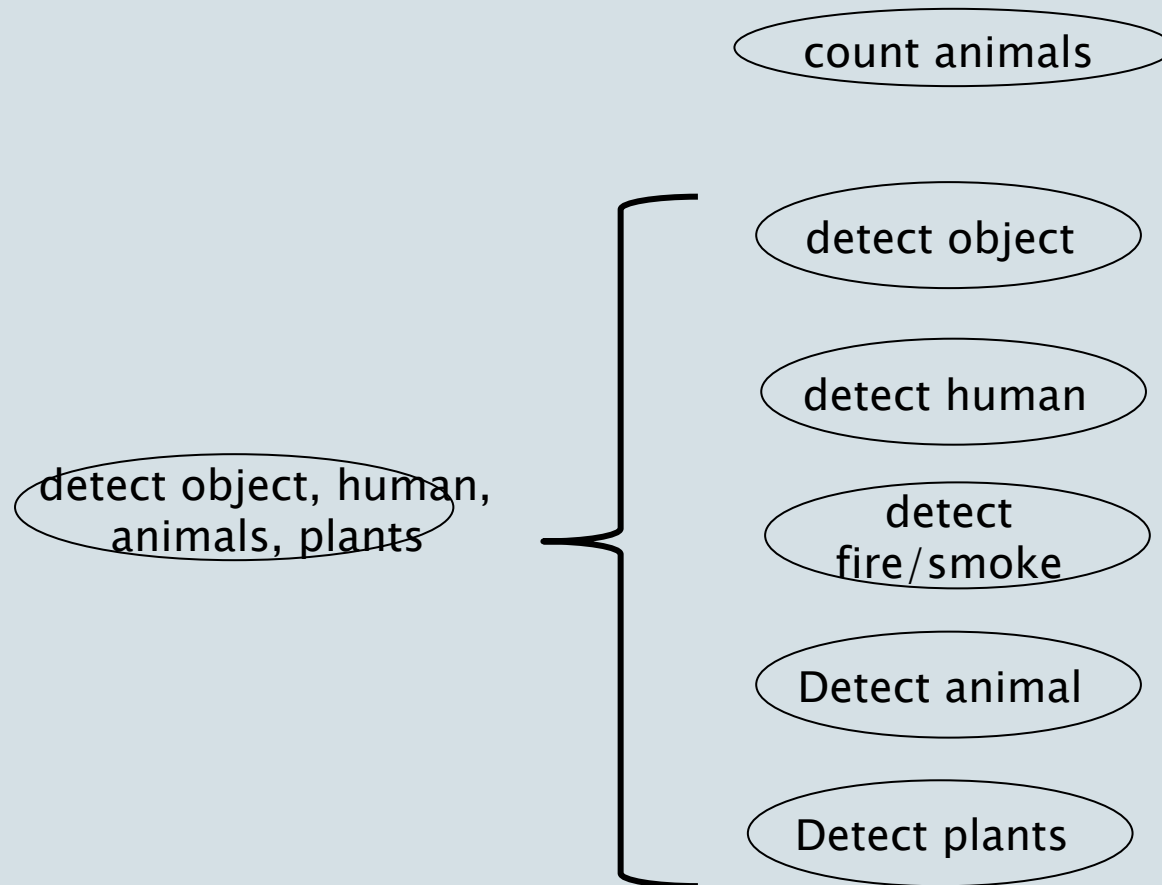 count animals
detect object
detect human
detect object, human,
animals, plants
detect
fire/smoke
Detect animal
Detect plants